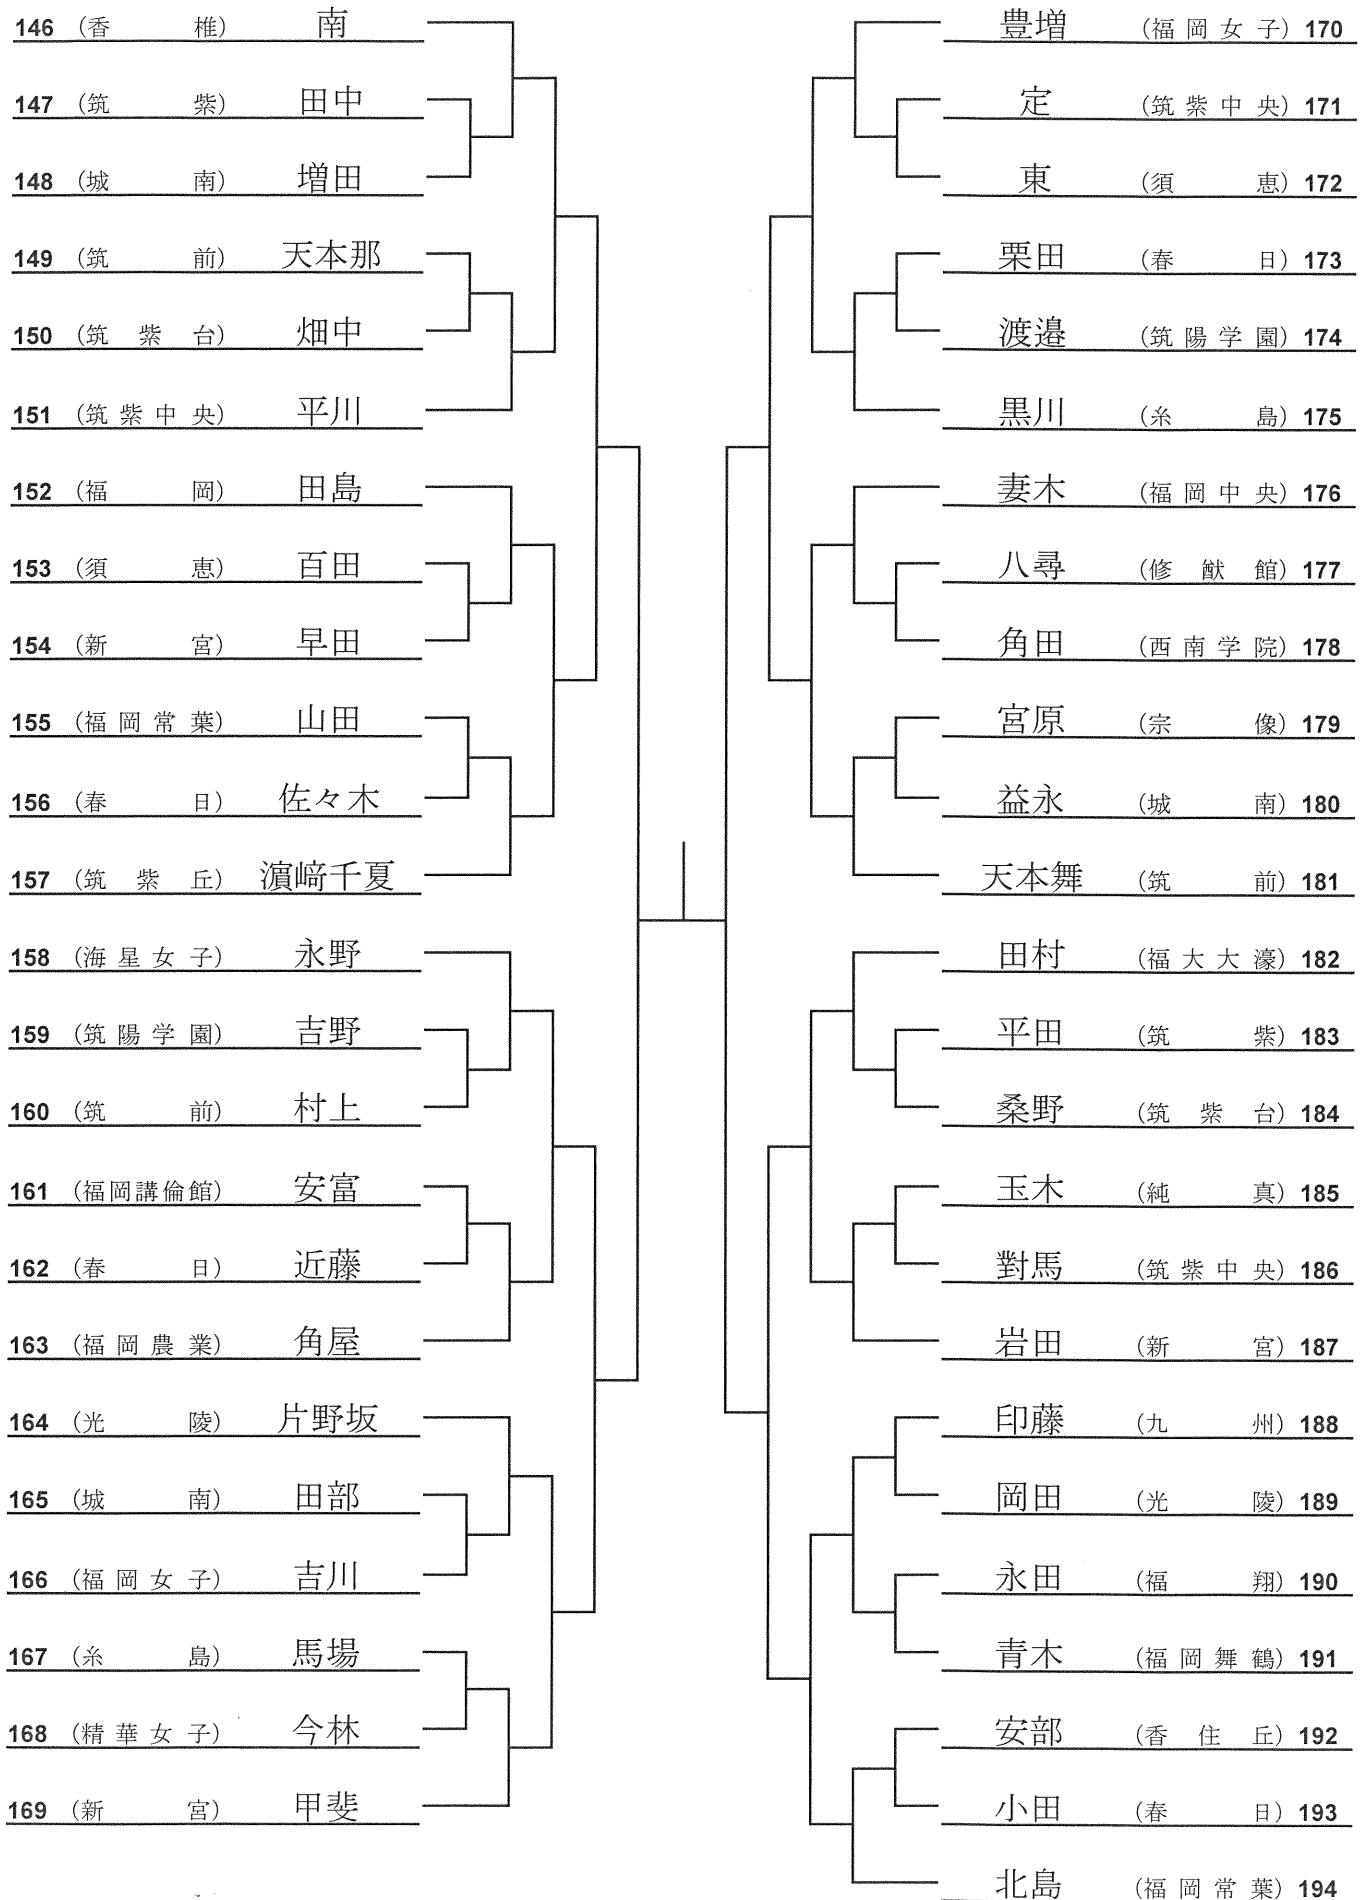 146 (香椎) 南
147 (筑紫) 田中
148 (城南) 増田
149 (筑前) 天本那
150 (筑紫台) 畑中
151 (筑紫中央) 平川
152 (福岡) 田島
153 (須恵) 百田
154 (新宮) 早田
155 (福岡常葉) 山田
156 (春日) 佐々木
157 (筑紫丘) 濵﨑千夏
158 (海星女子) 永野
159 (筑陽学園) 吉野
160 (筑前) 村上
161 (福岡講倫館) 安富
162 (春日) 近藤
163 (福岡農業) 角屋
164 (光陵) 片野坂
165 (城南) 田部
166 (福岡女子) 吉川
167 (糸島) 馬場
168 (精華女子) 今林
169 (新宮) 甲斐
豊増 (福岡女子) 170
定 (筑紫中央) 171
東 (須恵) 172
栗田 (春日) 173
渡邉 (筑陽学園) 174
黒川 (糸島) 175
妻木 (福岡中央) 176
八尋 (修猷館) 177
角田 (西南学院) 178
宮原 (宗像) 179
益永 (城南) 180
天本舞 (筑前) 181
田村 (福大大濠) 182
平田 (筑紫) 183
桑野 (筑紫台) 184
玉木 (純真) 185
對馬 (筑紫中央) 186
岩田 (新宮) 187
印藤 (九州) 188
岡田 (光陵) 189
永田 (福翔) 190
青木 (福岡舞鶴) 191
安部 (香住丘) 192
小田 (春日) 193
北島 (福岡常葉) 194